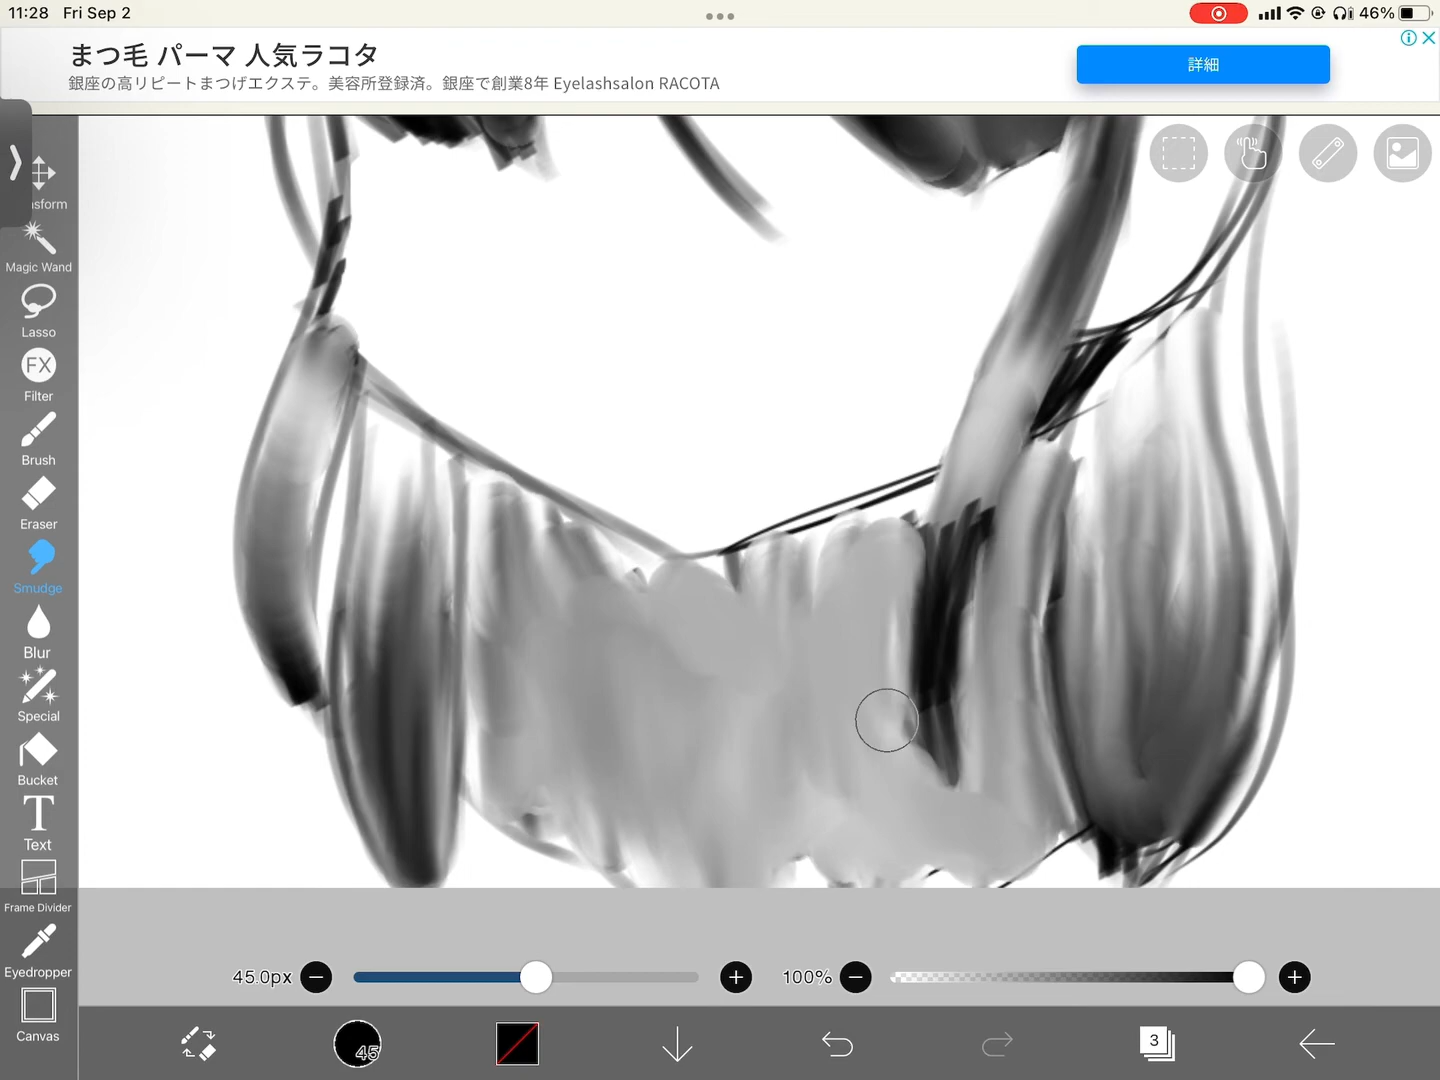 11:28 Fri Sep 2
46%
まつ毛 パーマ 人気ラコタ
銀座の高リピートまつげエクステ。美容所登録済。銀座で創業8年 Eyelashsalon RACOTA
詳細
nsform
Magic Wand
Lasso
FX
Filter
Brush
Eraser
Smudge
Blur
Special
Bucket
T
Text
Frame Divider
Eyedropper
Canvas
45.0px
100%
45
3